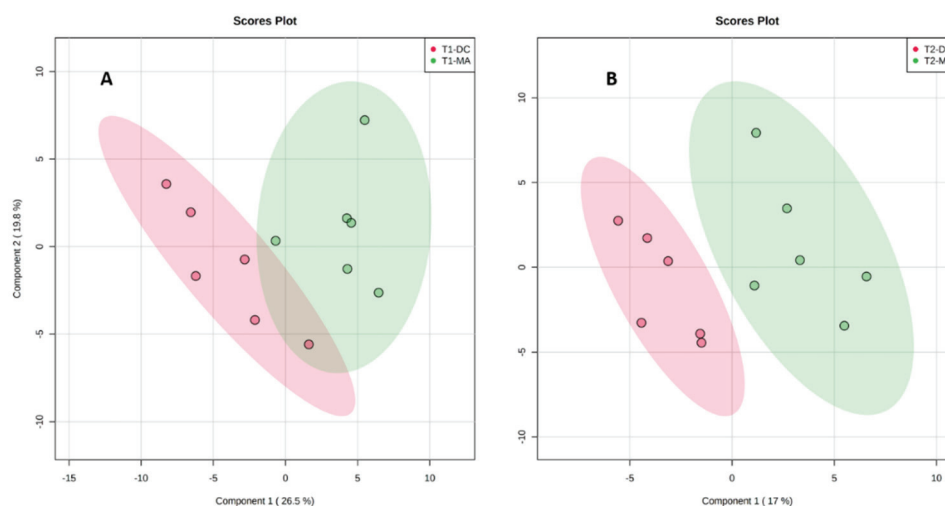 Scores Plot
A
T1-DC
T1-MA
10
5
0
-5
-10
Component 2 ( 19.8 %)
-15
-10
-5
0
5
10
Component 1 ( 26.5 %)
Scores Plot
B
T2-D
T2-M
10
5
0
-5
-10
-5
0
5
Component 1 ( 17 %)